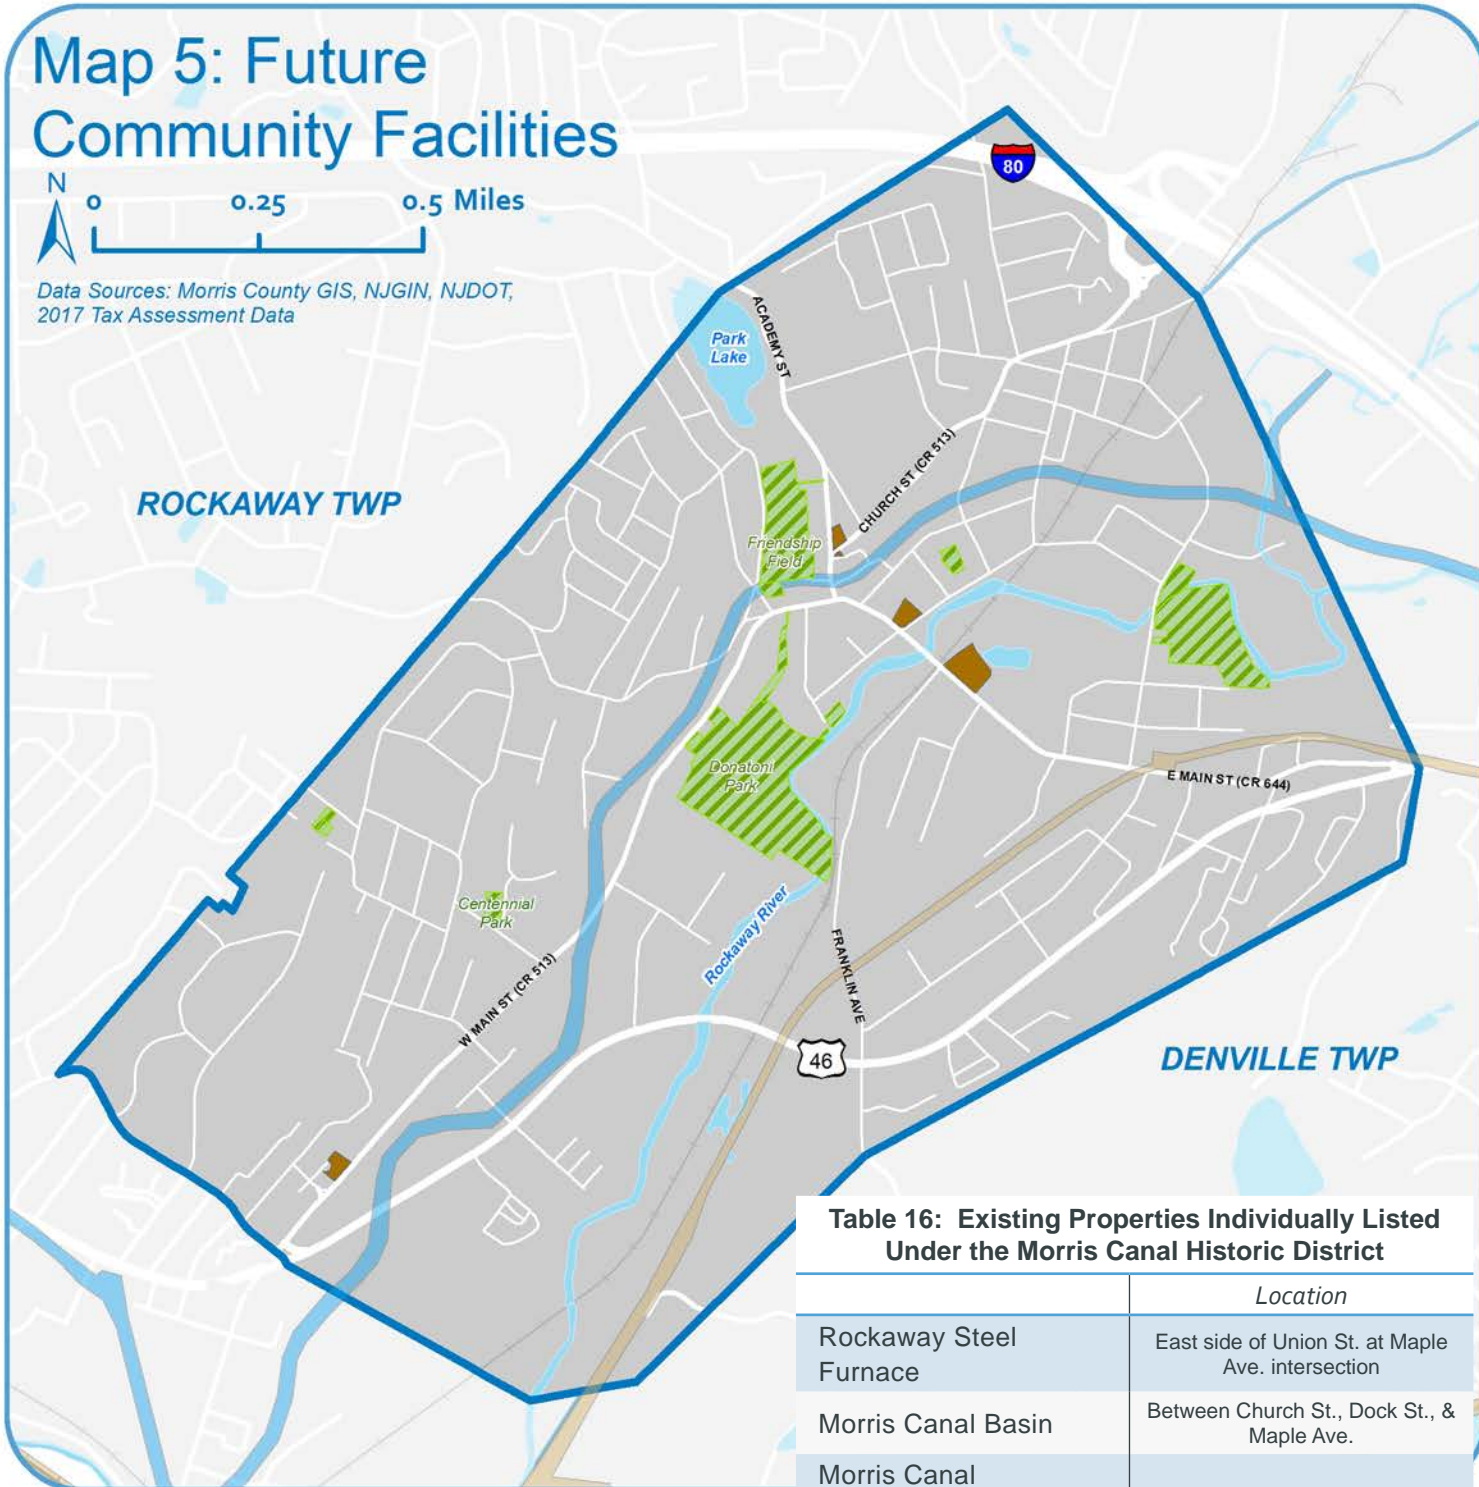 Map 5: Future
Community Facilities
N
0 0.25 0.5 Miles
Data Sources: Morris County GIS, NJGIN, NJDOT,
2017 Tax Assessment Data
80
ACADEMY ST
Park
Lake
CHURCH ST (CR 513)
ROCKAWAY TWP
Friendship
Field
Donatoni
Park
E MAIN ST (CR 644)
Centennial
Park
Rockaway River
FRANKLIN AVE
W MAIN ST (CR 513)
46
DENVILLE TWP
Table 16: Existing Properties Individually Listed
Under the Morris Canal Historic District
Location
Rockaway Steel
Furnace
East side of Union St. at Maple
Ave. intersection
Morris Canal Basin
Between Church St., Dock St., &
Maple Ave.
Morris Canal